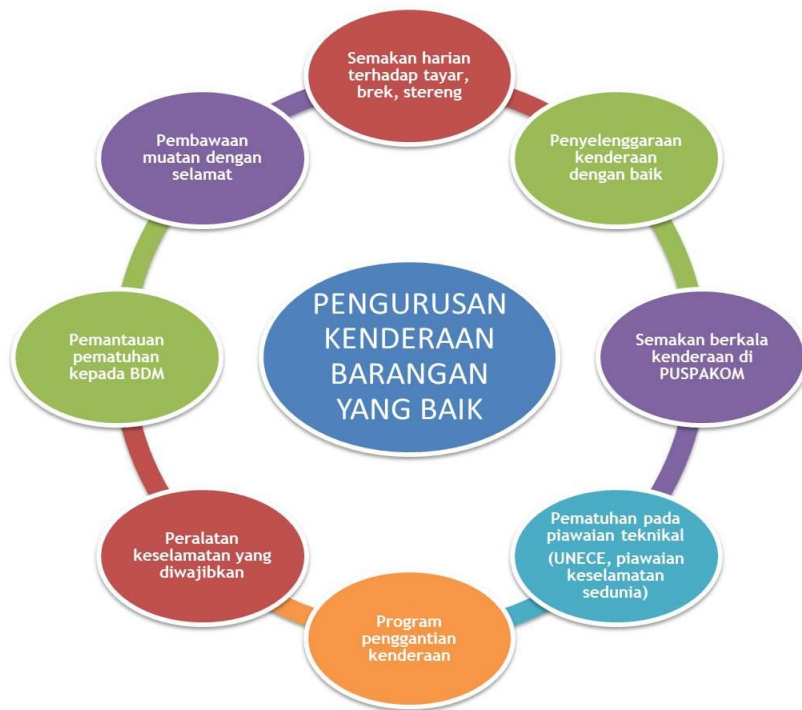 Semakan harian
terhadap tayar,
brek, stereng
Penyelenggaraan
kenderaan
dengan baik
Semakan berkala
kenderaan di
PUSPAKOM
Pematuhan pada
piawaian teknikal
(UNECE, piawaian
keselamatan
sedunia)
Program
penggantian
kenderaan
Peralatan
keselamatan yang
diwajibkan
Pemantauan
pematuhan
kepada BDM
Pembawaan
muatan dengan
selamat
PENGURUSAN
KENDERAAN
BARANGAN
YANG BAIK